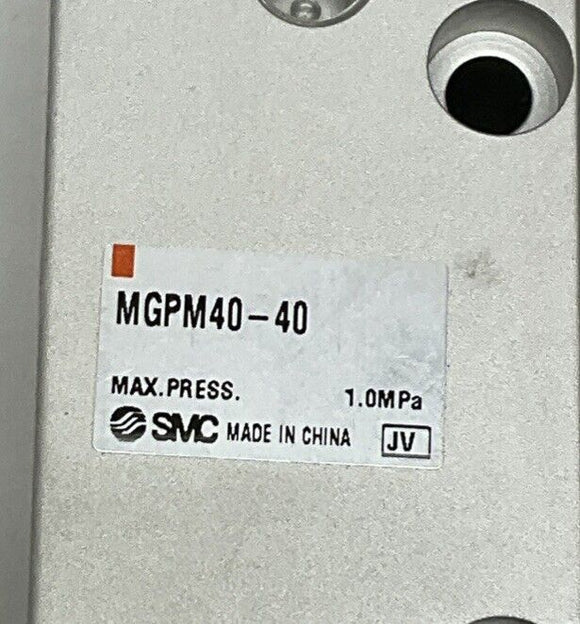 MGPM40-40
MAX.PRESS. 1.0MPa
SMC MADE IN CHINA JV